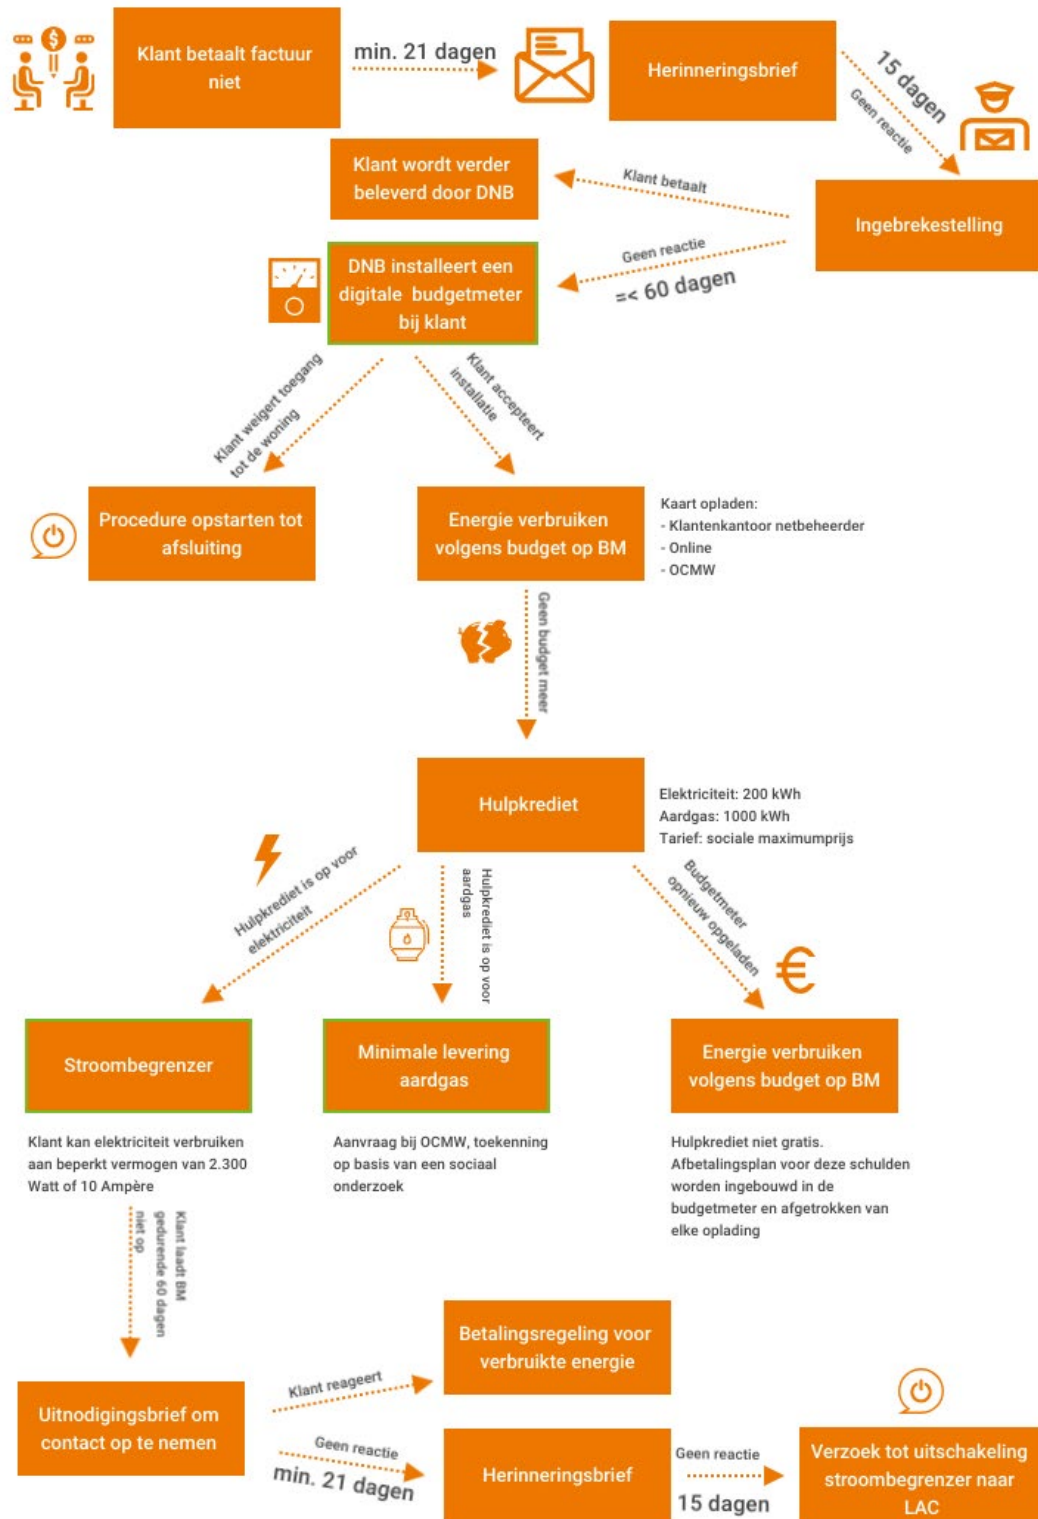 Klant betaalt factuur
niet
min. 21 dagen
Herinneringsbrief
15 dagen
Geen reactie
Ingebrekestelling
Klant betaalt
Klant wordt verder
beleverd door DNB
Geen reactie
=< 60 dagen
DNB installeert een
digitale budgetmeter
bij klant
Klant weigert toegang
tot de woning
Klant accepteert
installatie
Procedure opstarten tot
afsluiting
Energie verbruiken
volgens budget op BM
Kaart opladen:
- Klantenkantoor netbeheerder
- Online
- OCMW
Geen budget meer
Hulpkrediet
Elektriciteit: 200 kWh
Aardgas: 1000 kWh
Tarief: sociale maximumprijs
Hulpkrediet is op voor
elektriciteit
Hulpkrediet is op voor
aardgas
Budgetmeter
opnieuw opgeladen
€
Stroombegrenzer
Minimale levering
aardgas
Energie verbruiken
volgens budget op BM
Klant kan elektriciteit verbruiken
aan beperkt vermogen van 2.300
Watt of 10 Ampère
Aanvraag bij OCMW, toekenning
op basis van een sociaal
onderzoek
Hulpkrediet niet gratis.
Afbetalingsplan voor deze schulden
worden ingebouwd in de
budgetmeter en afgetrokken van
elke oplading
Klant laadt BM
gedurende 60 dagen
niet op
Uitnodigingsbrief om
contact op te nemen
Klant reageert
Betalingsregeling voor
verbruikte energie
Geen reactie
min. 21 dagen
Herinneringsbrief
Geen reactie
15 dagen
Verzoek tot uitschakeling
stroombegrenzer naar
LAC